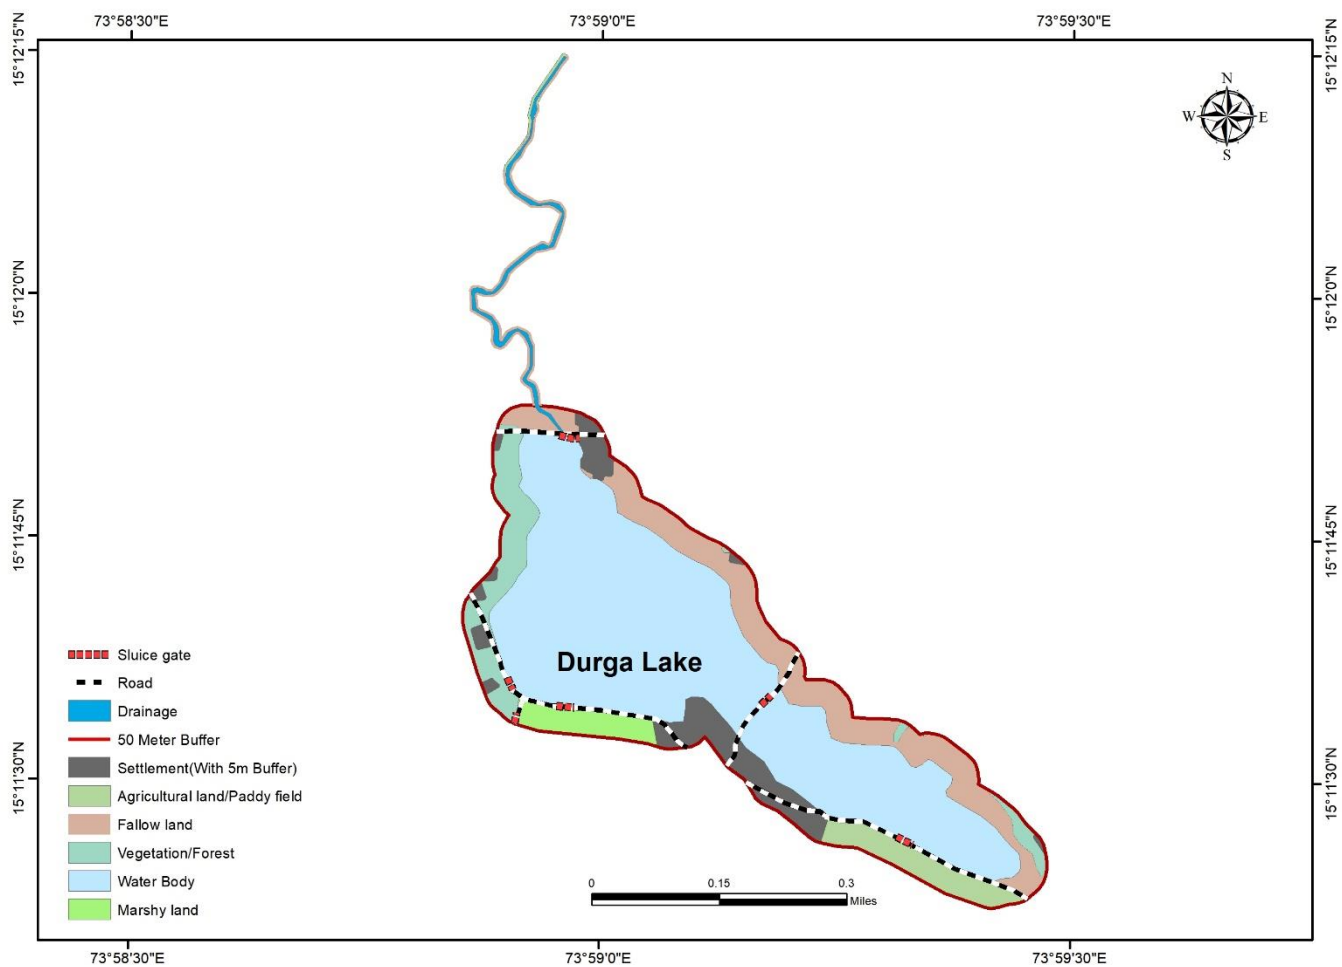 73°58'30"E
73°59'0"E
73°59'30"E
15°12'15"N
15°12'15"N
N
W
E
S
15°12'0"N
15°12'0"N
15°11'45"N
15°11'45"N
Durga Lake
15°11'30"N
15°11'30"N
Sluice gate
Road
Drainage
50 Meter Buffer
Settlement(With 5m Buffer)
Agricultural land/Paddy field
Fallow land
Vegetation/Forest
Water Body
Marshy land
0 0.15 0.3
Miles
73°58'30"E
73°59'0"E
73°59'30"E